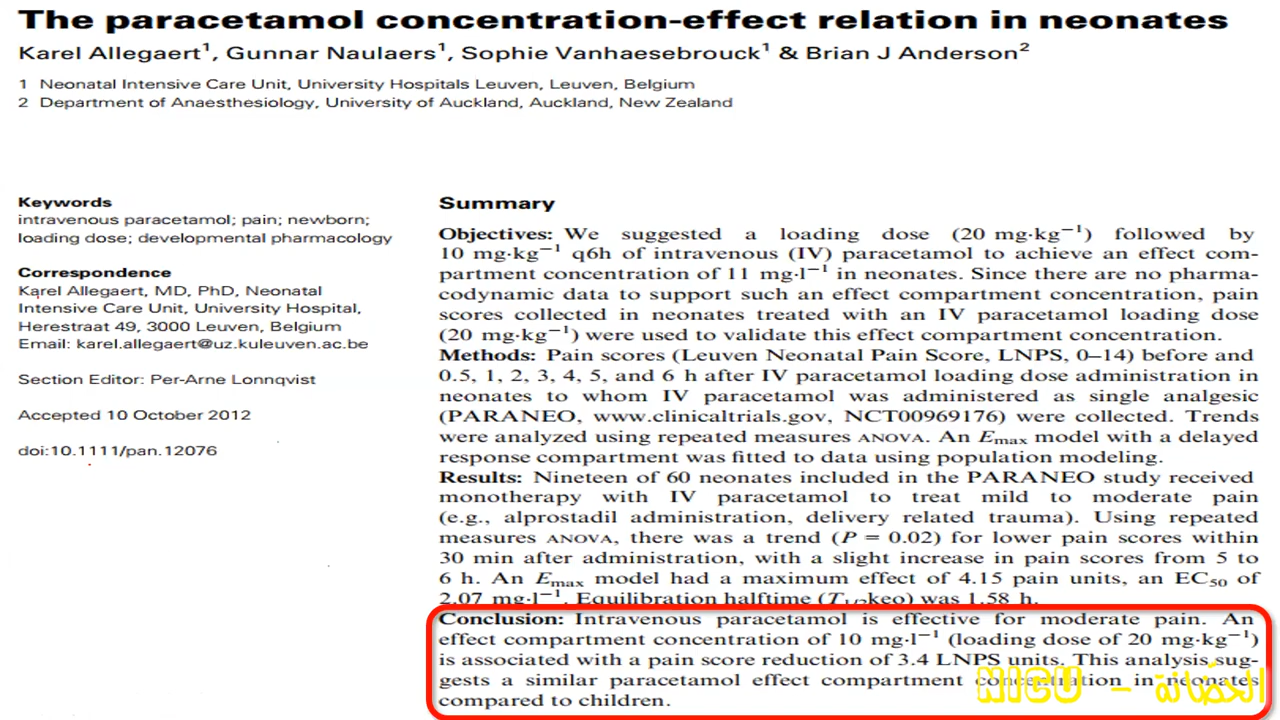 The paracetamol concentration-effect relation in neonates
Karel Allegaert¹, Gunnar Naulaers¹, Sophie Vanhaesebrouck¹ & Brian J Anderson²
1 Neonatal Intensive Care Unit, University Hospitals Leuven, Leuven, Belgium
2 Department of Anaesthesiology, University of Auckland, Auckland, New Zealand
Keywords
intravenous paracetamol; pain; newborn;
loading dose; developmental pharmacology
Correspondence
Karel Allegaert, MD, PhD, Neonatal
Intensive Care Unit, University Hospital,
Herestraat 49, 3000 Leuven, Belgium
Email: karel.allegaert@uz.kuleuven.ac.be
Section Editor: Per-Arne Lonnqvist
Accepted 10 October 2012
doi:10.1111/pan.12076
Summary
Objectives: We suggested a loading dose (20 mg·kg⁻¹) followed by
10 mg·kg⁻¹ q6h of intravenous (IV) paracetamol to achieve an effect com-
partment concentration of 11 mg·l⁻¹ in neonates. Since there are no pharma-
codynamic data to support such an effect compartment concentration, pain
scores collected in neonates treated with an IV paracetamol loading dose
(20 mg·kg⁻¹) were used to validate this effect compartment concentration.
Methods: Pain scores (Leuven Neonatal Pain Score, LNPS, 0–14) before and
0.5, 1, 2, 3, 4, 5, and 6 h after IV paracetamol loading dose administration in
neonates to whom IV paracetamol was administered as single analgesic
(PARANEO, www.clinicaltrials.gov, NCT00969176) were collected. Trends
were analyzed using repeated measures ANOVA. An Emax model with a delayed
response compartment was fitted to data using population modeling.
Results: Nineteen of 60 neonates included in the PARANEO study received
monotherapy with IV paracetamol to treat mild to moderate pain
(e.g., alprostadil administration, delivery related trauma). Using repeated
measures ANOVA, there was a trend (P = 0.02) for lower pain scores within
30 min after administration, with a slight increase in pain scores from 5 to
6 h. An Emax model had a maximum effect of 4.15 pain units, an EC50 of
2.07 mg·l⁻¹. Equilibration halftime (T1/2keo) was 1.58 h.
Conclusion: Intravenous paracetamol is effective for moderate pain. An
effect compartment concentration of 10 mg·l⁻¹ (loading dose of 20 mg·kg⁻¹)
is associated with a pain score reduction of 3.4 LNPS units. This analysis sug-
gests a similar paracetamol effect compartment concentration in neonates
compared to children.
NICU - الحضانة